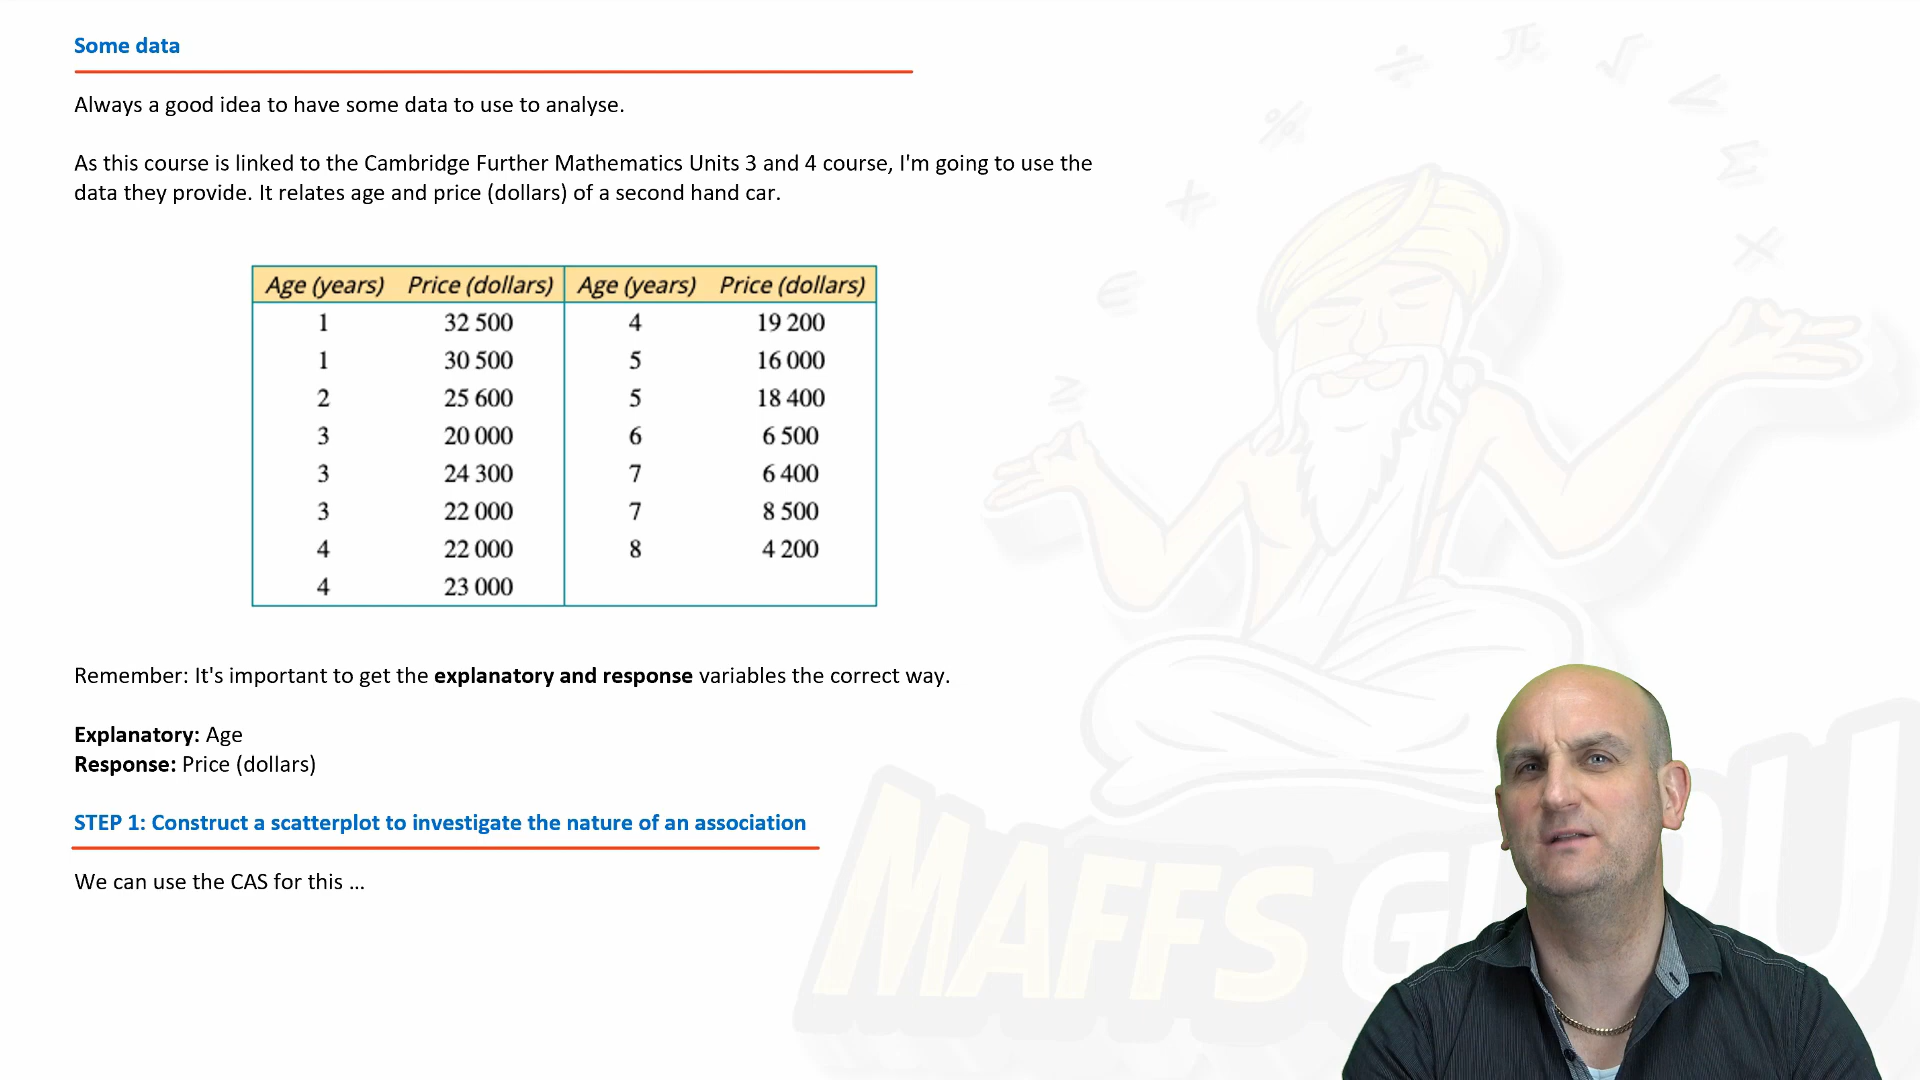 Some data
Always a good idea to have some data to use to analyse.
As this course is linked to the Cambridge Further Mathematics Units 3 and 4 course, I'm going to use the
data they provide. It relates age and price (dollars) of a second hand car.
Age (years) Price (dollars) Age (years) Price (dollars)
1 32 500 4 19 200
1 30 500 5 16 000
2 25 600 5 18 400
3 20 000 6 6 500
3 24 300 7 6 400
3 22 000 7 8 500
4 22 000 8 4 200
4 23 000
Remember: It's important to get the explanatory and response variables the correct way.
Explanatory: Age
Response: Price (dollars)
STEP 1: Construct a scatterplot to investigate the nature of an association
We can use the CAS for this ...
MAFFS GURU